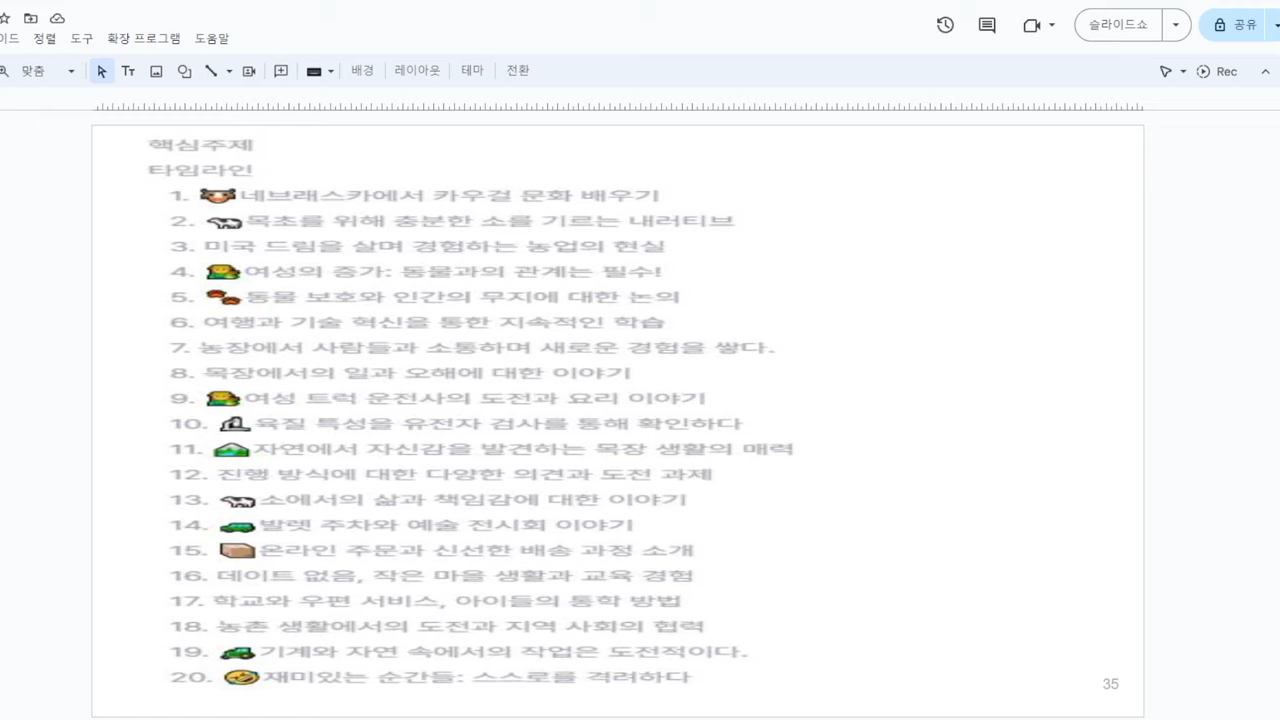 이드 정렬 도구 확장 프로그램 도움말
슬라이드쇼 공유
맞춤 배경 레이아웃 테마 전환 Rec
핵심주제
타임라인
1. 네브래스카에서 카우걸 문화 배우기
2. 목초를 위해 충분한 소를 기르는 내러티브
3. 미국 드림을 살며 경험하는 농업의 현실
4. 여성의 증가: 동물과의 관계는 필수!
5. 동물 보호와 인간의 무지에 대한 논의
6. 여행과 기술 혁신을 통한 지속적인 학습
7. 농장에서 사람들과 소통하며 새로운 경험을 쌓다.
8. 목장에서의 일과 오해에 대한 이야기
9. 여성 트럭 운전사의 도전과 요리 이야기
10. 육질 특성을 유전자 검사를 통해 확인하다
11. 자연에서 자신감을 발견하는 목장 생활의 매력
12. 진행 방식에 대한 다양한 의견과 도전 과제
13. 소에서의 삶과 책임감에 대한 이야기
14. 발렛 주차와 예술 전시회 이야기
15. 온라인 주문과 신선한 배송 과정 소개
16. 데이트 없음, 작은 마을 생활과 교육 경험
17. 학교와 우편 서비스, 아이들의 통학 방법
18. 농촌 생활에서의 도전과 지역 사회의 협력
19. 기계와 자연 속에서의 작업은 도전적이다.
20. 재미있는 순간들: 스스로를 격려하다
35